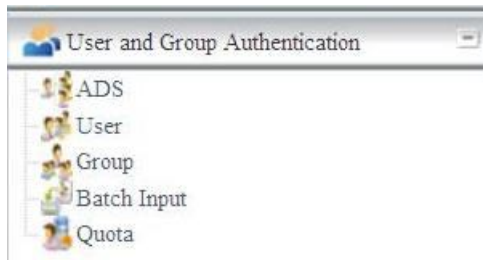 User and Group Authentication
ADS
User
Group
Batch Input
Quota